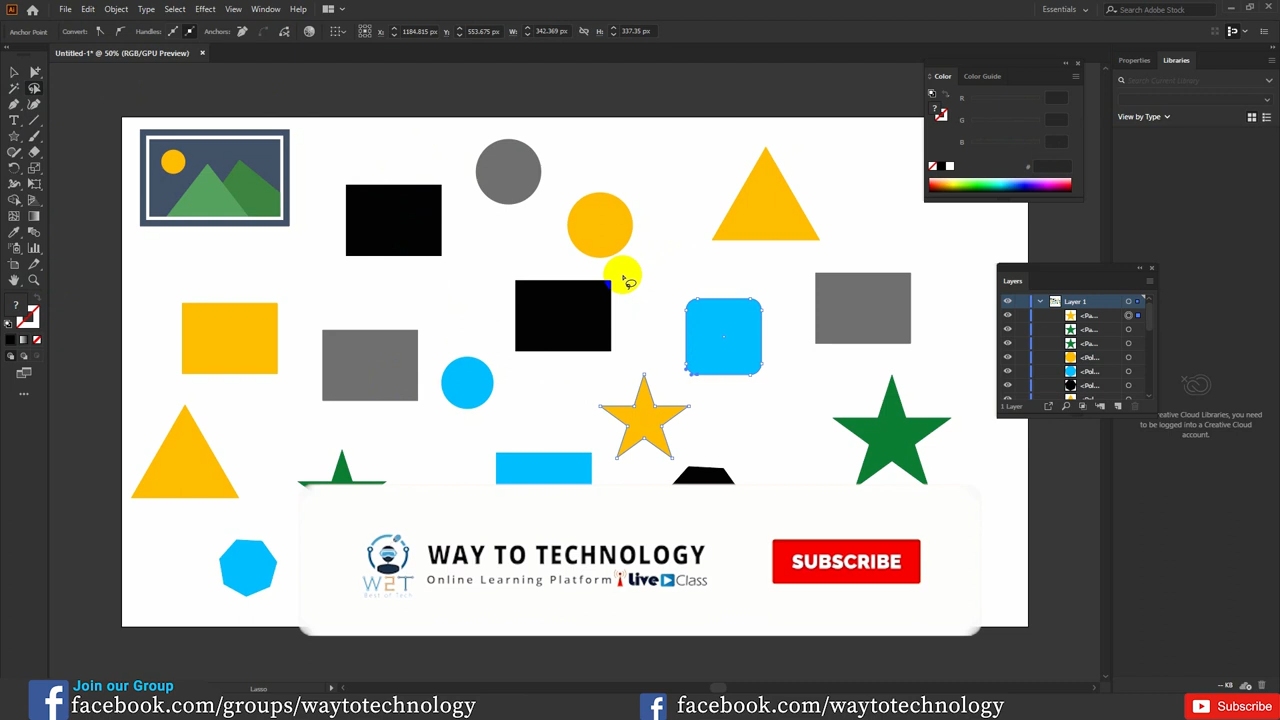 Ai File Edit Object Type Select Effect View Window Help Essentials Search Adobe Stock
Anchor Point Convert: Handles: Anchors: X: 1184.815 px Y: 553.675 px W: 342.369 px H: 337.35 px
Untitled-1* @ 50% (RGB/GPU Preview) ×
Color Color Guide
R
G
B
#
Properties Libraries
Search Current Library
View by Type
Layers
Layer 1
<Pa...
<Pa...
<Pa...
<Pol...
<Pol...
<Pol...
1 Layer
Creative Cloud Libraries, you need
to be logged into a Creative Cloud
account.
WAY TO TECHNOLOGY
Online Learning Platform Live Class
W2T
Best of Tech
SUBSCRIBE
Lasso
-- KB
Join our Group
facebook.com/groups/waytotechnology
facebook.com/waytotechnology
Subscribe